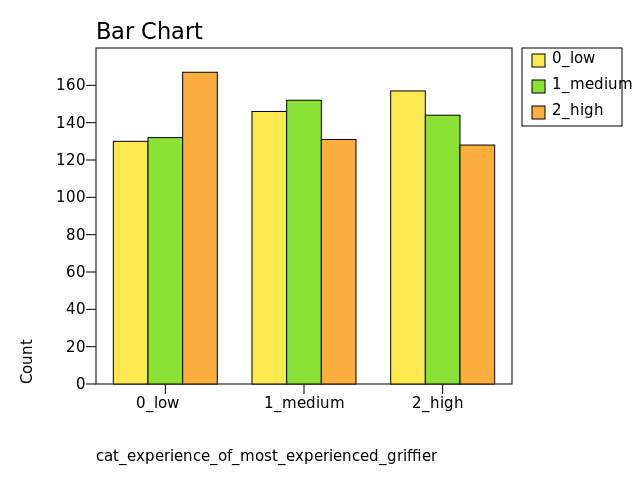 Bar Chart
0_low
1_medium
2_high
160
140
120
100
80
60
40
20
0
Count
0_low
1_medium
2_high
cat_experience_of_most_experienced_griffier